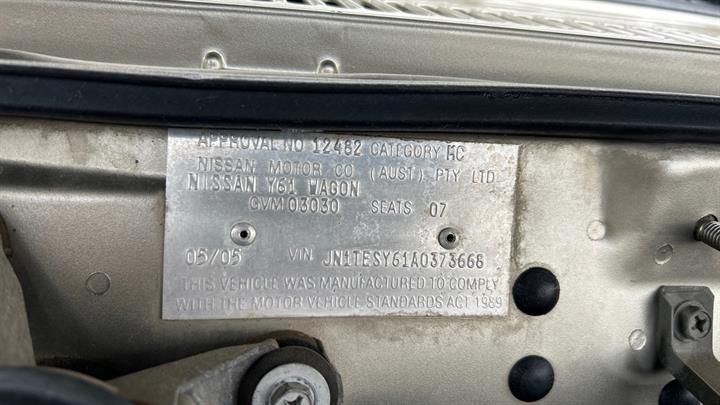 APPROVAL NO 12482 CATEGORY MC
NISSAN MOTOR CO (AUST) PTY LTD
NISSAN Y61 WAGON
GVM 03030 SEATS 07
05/05 VIN JN1TESY61A0373668
THIS VEHICLE WAS MANUFACTURED TO COMPLY
WITH THE MOTOR VEHICLE STANDARDS ACT 1989